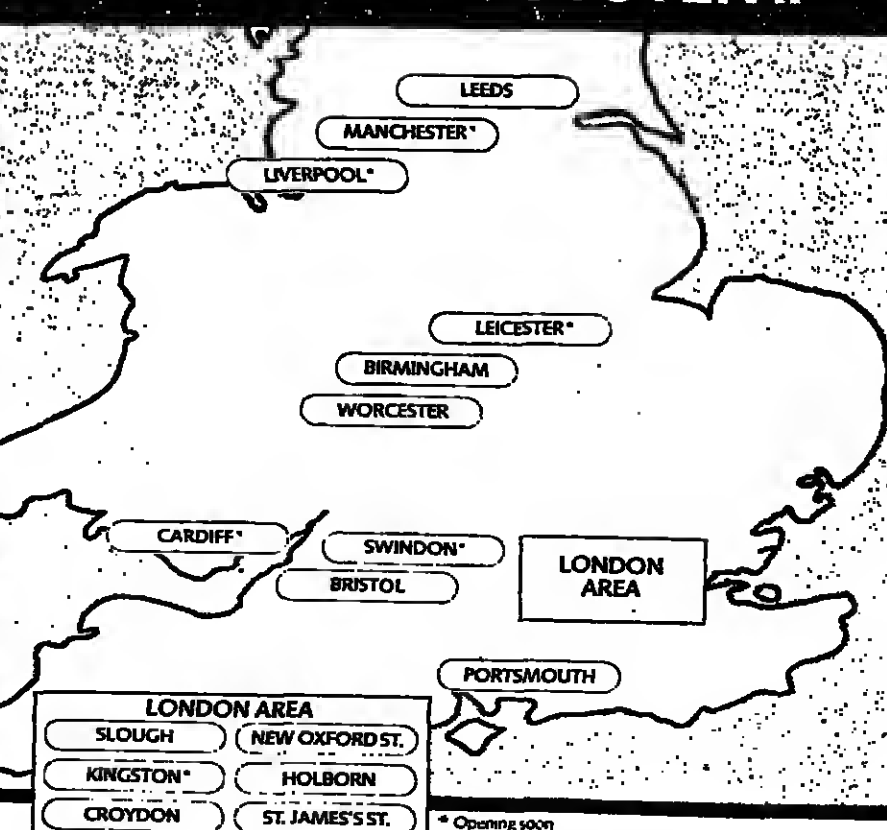 LEEDS
MANCHESTER*
LIVERPOOL*
LEICESTER*
BIRMINGHAM
WORCESTER
CARDIFF*
SWINDON*
BRISTOL
LONDON
AREA
PORTSMOUTH
LONDON AREA
SLOUGH NEW OXFORD ST.
KINGSTON* HOLBORN
CROYDON ST. JAMES'S ST.
* Opening soon